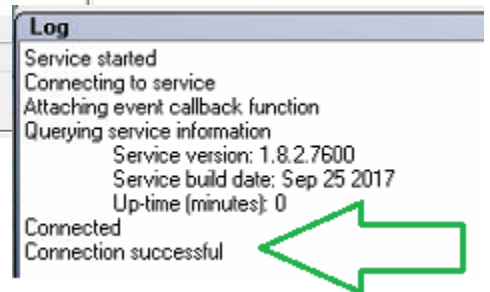 Log
Service started
Connecting to service
Attaching event callback function
Querying service information
Service version: 1.8.2.7600
Service build date: Sep 25 2017
Up-time (minutes): 0
Connected
Connection successful